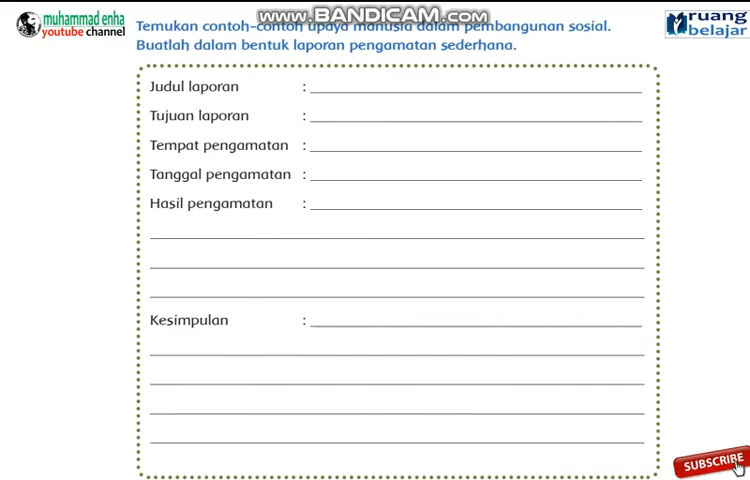 www.BANDICAM.com
muhammad enha
youtube channel
ruang
belajar
Temukan contoh-contoh upaya manusia dalam pembangunan sosial.
Buatlah dalam bentuk laporan pengamatan sederhana.
Judul laporan :
Tujuan laporan :
Tempat pengamatan :
Tanggal pengamatan :
Hasil pengamatan :
Kesimpulan :
SUBSCRIBE